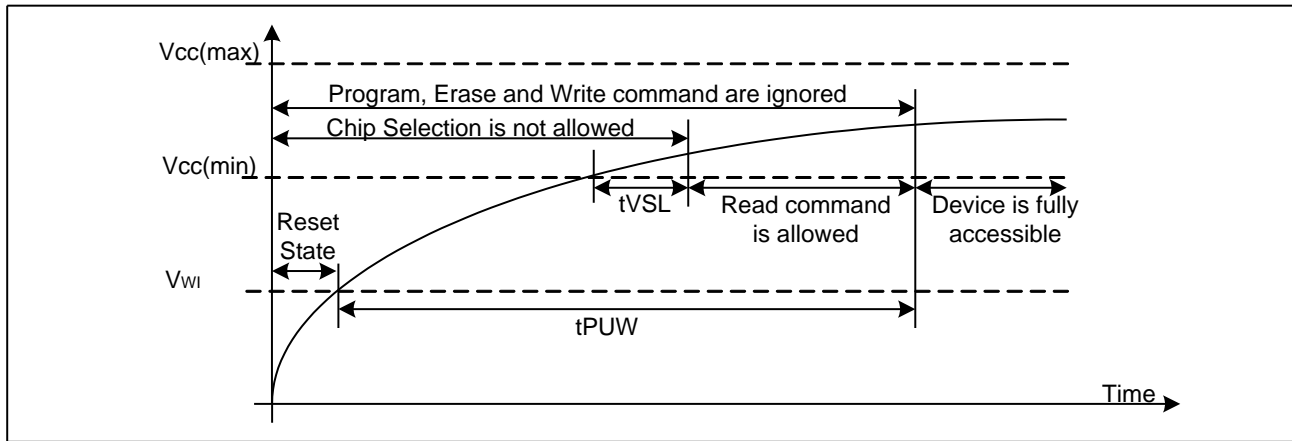 Vcc(max)
Program, Erase and Write command are ignored
Chip Selection is not allowed
Vcc(min)
tVSL
Read command
is allowed
Device is fully
accessible
Reset
State
VWI
tPUW
Time